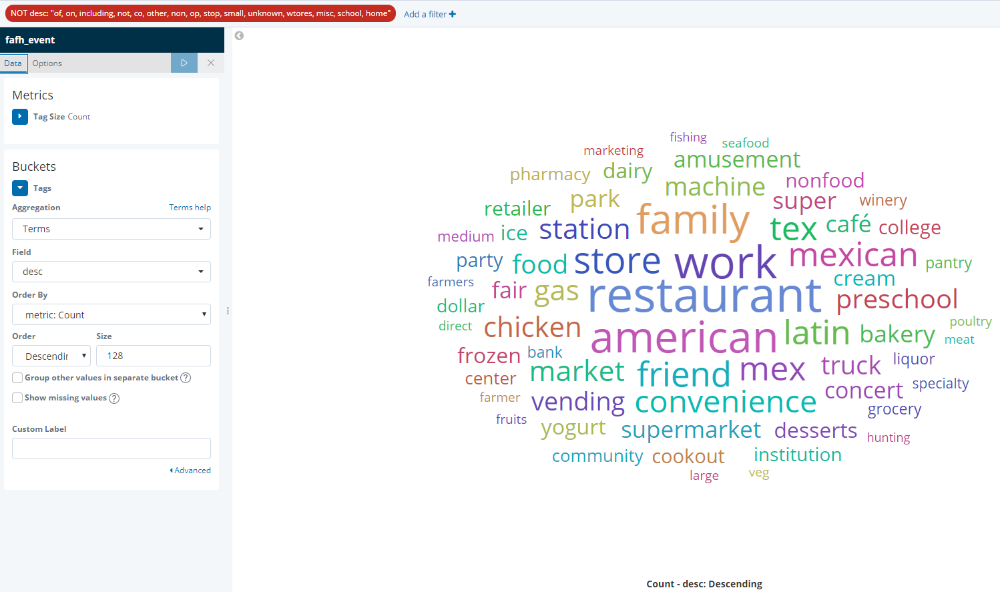 NOT desc: "of, on, including, not, co, other, non, op, stop, small, unknown, wtores, misc, school, home"
Add a filter +
fafh_event
Data Options
Metrics
Tag Size Count
Buckets
Tags
Aggregation Terms help
Terms
Field
desc
Order By
metric: Count
Order Size
Descendir 128
Group other values in separate bucket ?
Show missing values ?
Custom Label
Advanced
fishing
seafood
marketing
amusement
pharmacy dairy
machine nonfood
park super winery
retailer
family
station tex café college
medium ice
party food store work mexican pantry
farmers fair gas restaurant cream
preschool
dollar
direct chicken american latin bakery poultry
meat
frozen bank
market friend mex truck liquor
center specialty
farmer vending convenience concert
grocery
fruits yogurt supermarket desserts hunting
community cookout institution
large veg
Count - desc: Descending